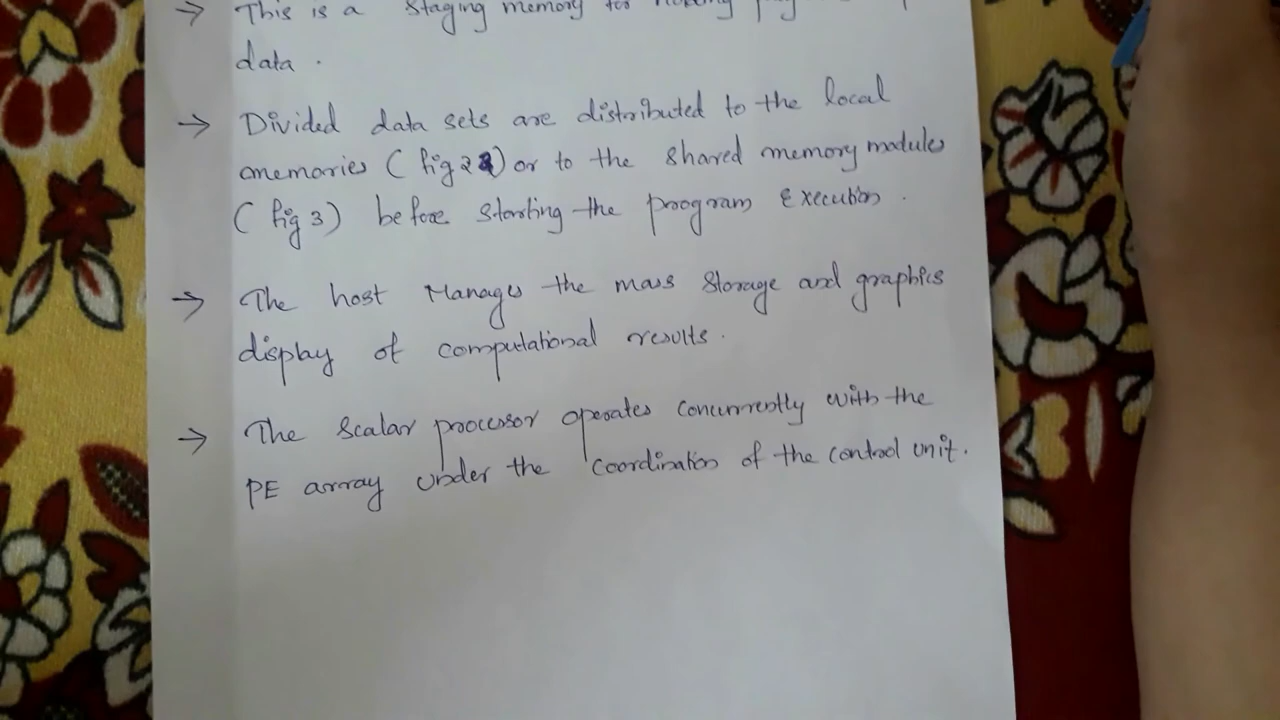 → This is a staging memory for holding
data .
→ Divided data sets are distributed to the local
memories ( fig 2 ) or to the shared memory modules
( fig 3 ) before starting the program Execution .
→ The host Manages the mass storage and graphics
display of computational results .
→ The scalar processor operates concurrently with the
PE array under the coordination of the control unit .